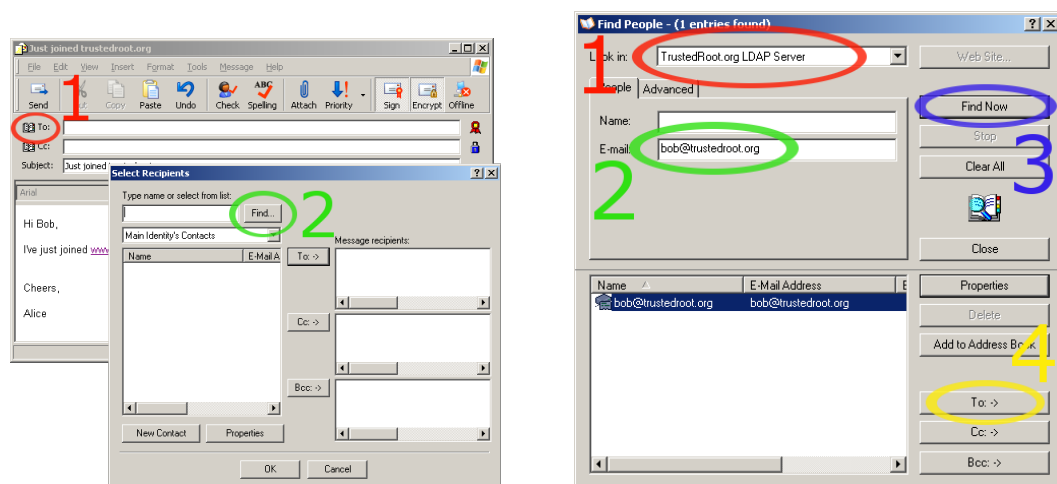 Just joined trustedroot.org
File Edit View Insert Format Tools Message Help
Send Cut Copy Paste Undo Check Spelling Attach Priority Sign Encrypt Offline
1
To:
Cc:
Subject: Just joined trustedroot.org
Arial
Hi Bob,
I've just joined www
Cheers,
Alice
Select Recipients
Type name or select from list:
Find...
2
Main Identity's Contacts
Name E-Mail A
Message recipients:
To: ->
Cc: ->
Bcc: ->
New Contact Properties
OK Cancel
Find People - (1 entries found)
1
Look in: TrustedRoot.org LDAP Server
Web Site...
People Advanced
Name:
E-mail: bob@trustedroot.org
2
Find Now
Stop
3
Clear All
Close
Name E-Mail Address
bob@trustedroot.org bob@trustedroot.org
Properties
Delete
Add to Address Book
4
To: ->
Cc: ->
Bcc: ->